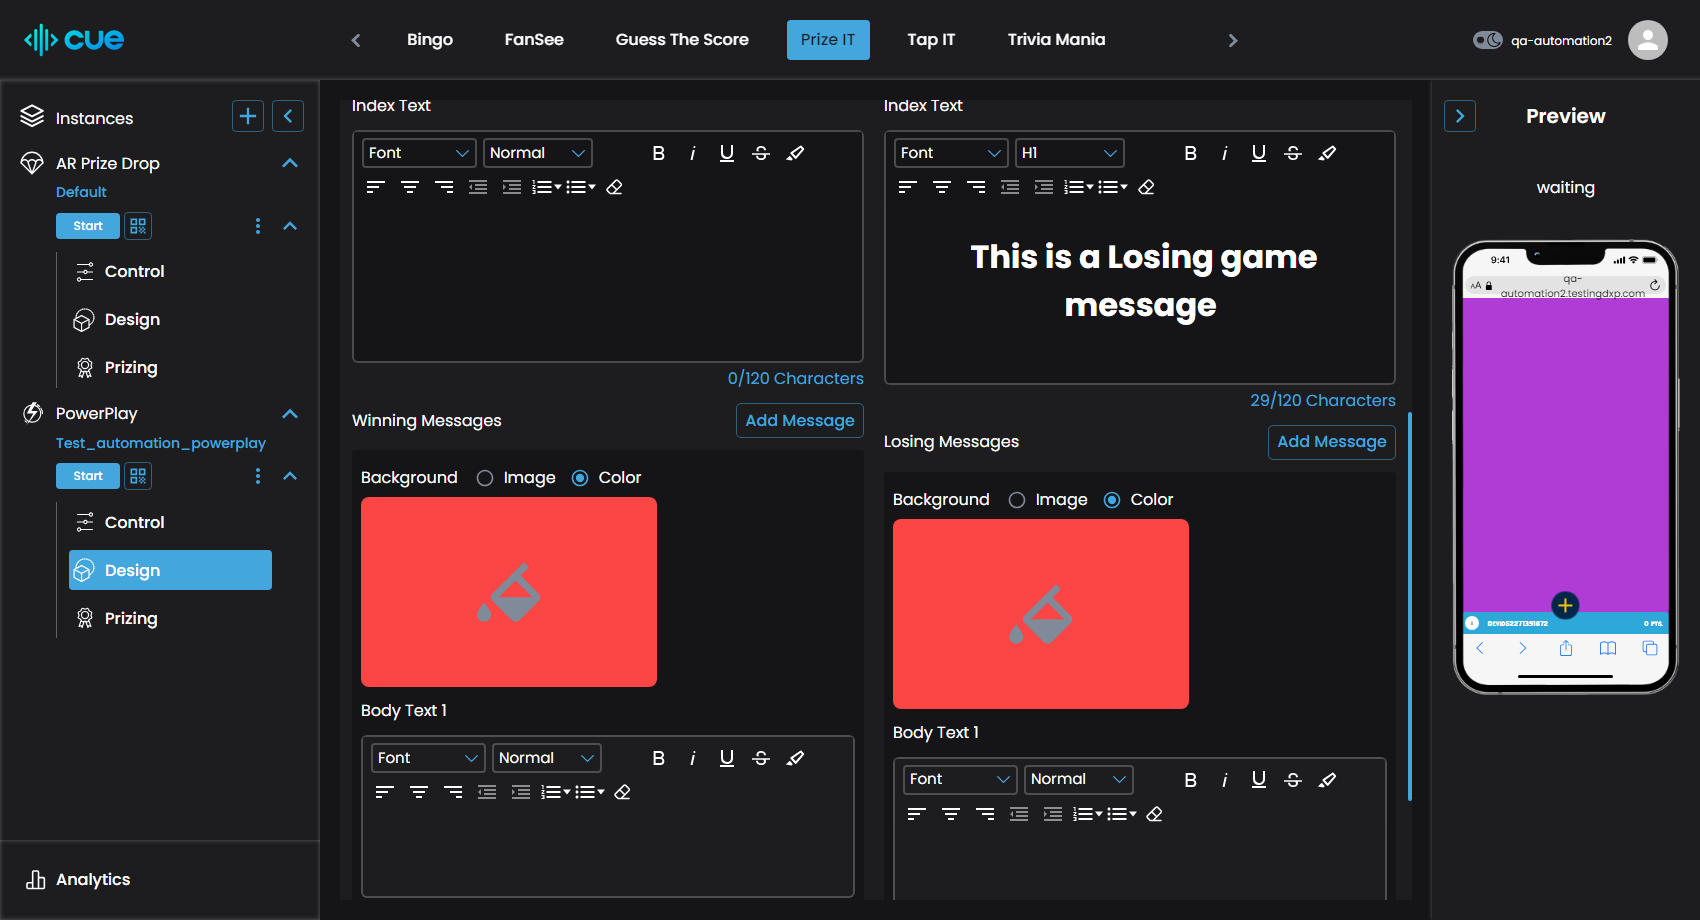 cue
Bingo
FanSee
Guess The Score
Prize IT
Tap IT
Trivia Mania
qa-automation2
Instances
AR Prize Drop
Default
Start
Control
Design
Prizing
PowerPlay
Test_automation_powerplay
Start
Control
Design
Prizing
Analytics
Index Text
Font
Normal
B i U S
0/120 Characters
Winning Messages
Add Message
Background
Image
Color
Body Text 1
Font
Normal
B i U S
Index Text
Font
H1
B i U S
This is a Losing game
message
29/120 Characters
Losing Messages
Add Message
Background
Image
Color
Body Text 1
Font
Normal
B i U S
Preview
waiting
9:41
AA
qa-
automation2.testingdxp.com
0 PTS.